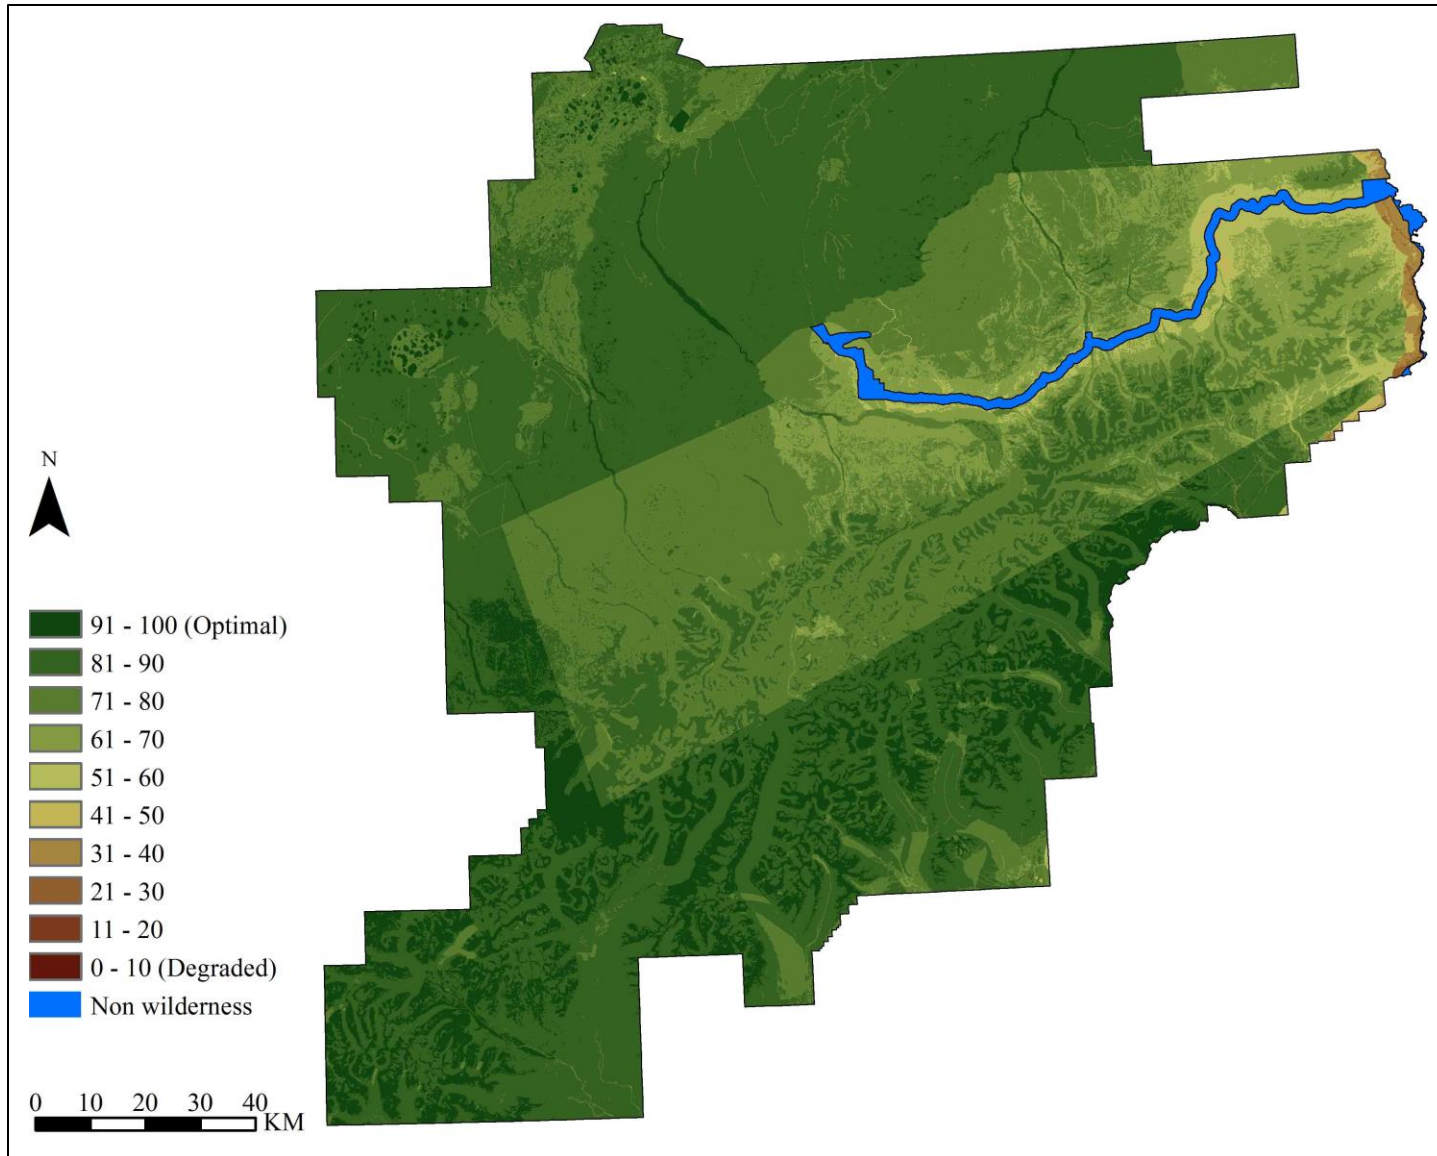 N
91 - 100 (Optimal)
81 - 90
71 - 80
61 - 70
51 - 60
41 - 50
31 - 40
21 - 30
11 - 20
0 - 10 (Degraded)
Non wilderness
0 10 20 30 40
KM